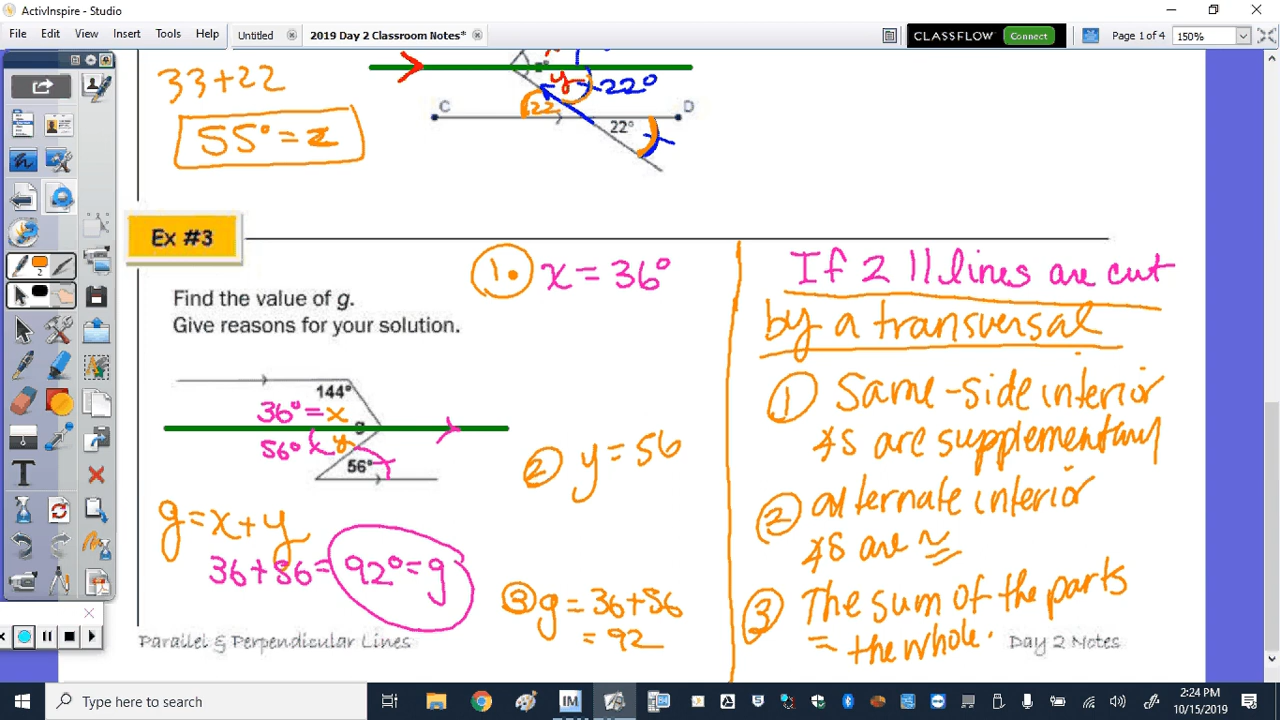 ActivInspire - Studio
File Edit View Insert Tools Help
Untitled
2019 Day 2 Classroom Notes*
CLASSFLOW Connect
Page 1 of 4
150%
33+22
55° = z
y
22°
22
C
D
22°
Ex #3
Find the value of g.
Give reasons for your solution.
144°
36° = x
g
56°
y
56°
g = x + y
36+56 = 92° = g
1. x = 36°
2 y = 56
3 g = 36+56
= 92
If 2 || lines are cut
by a transversal
1 Same-side interior
∡s are supplementary
2 alternate interior
∡s are ≅
3 The sum of the parts
= the whole.
Parallel & Perpendicular Lines
Day 2 Notes
Type here to search
2:24 PM
10/15/2019